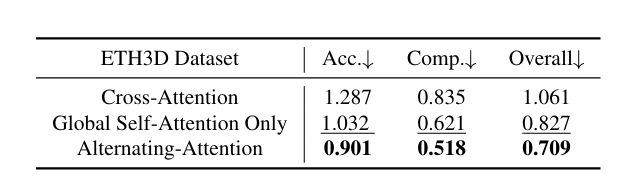 ETH3D Dataset Acc.↓ Comp.↓ Overall↓
Cross-Attention 1.287 0.835 1.061
Global Self-Attention Only 1.032 0.621 0.827
Alternating-Attention 0.901 0.518 0.709